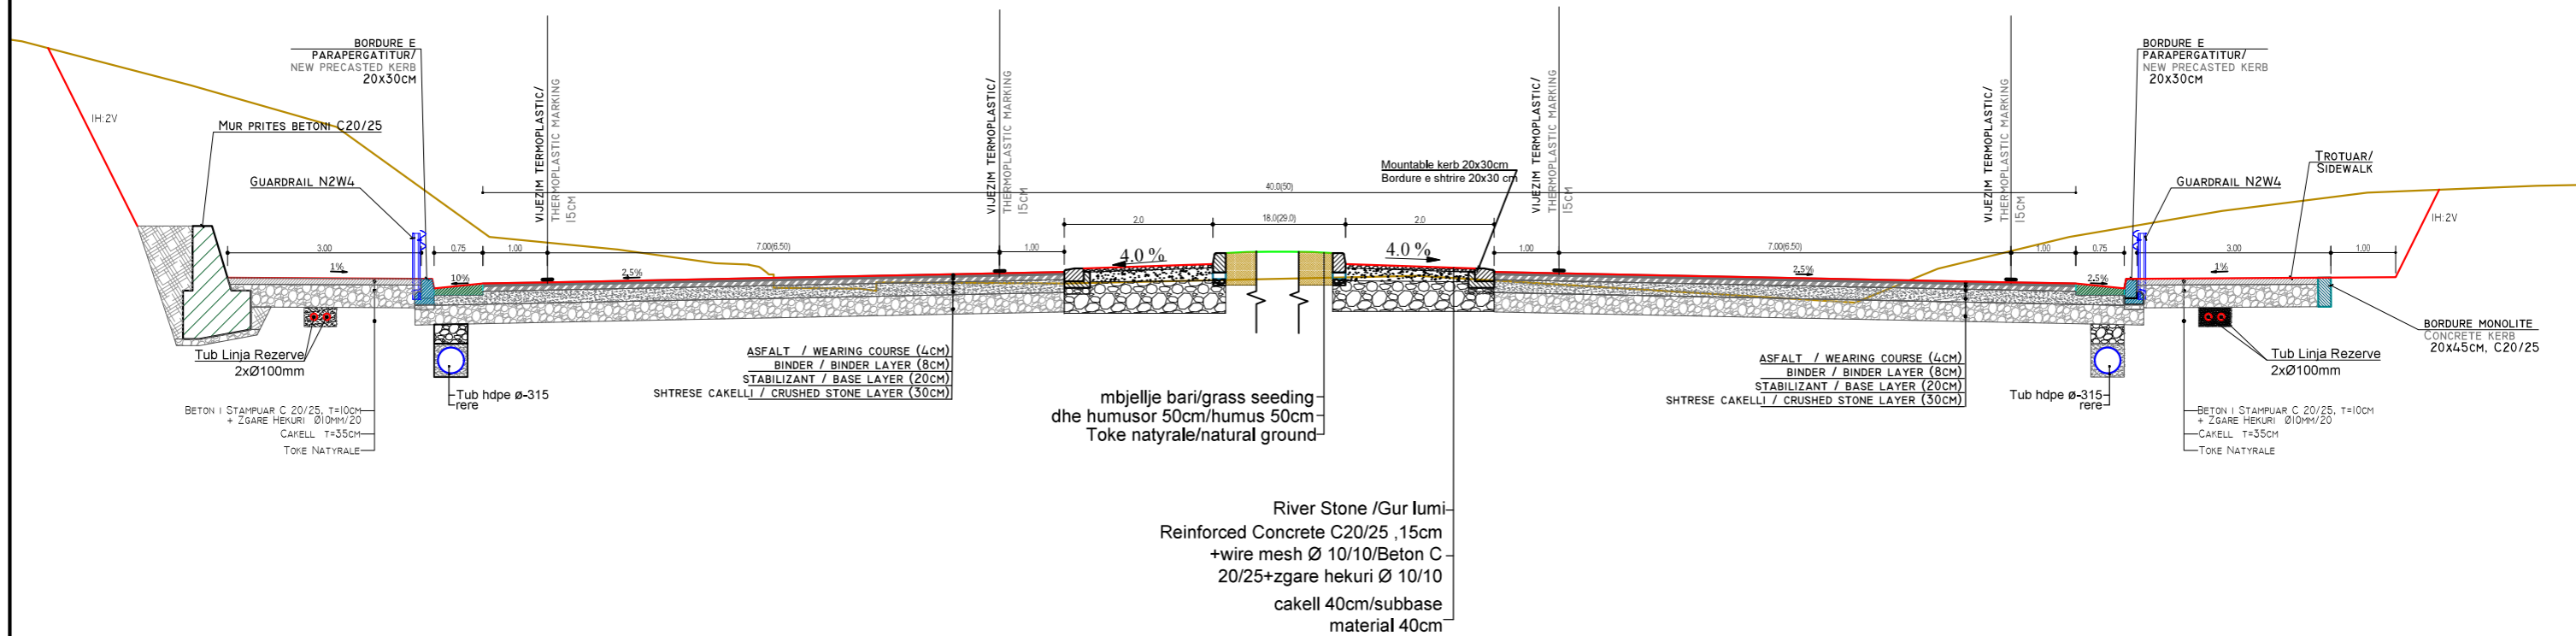 BORDURE E
PARAPERGATITUR/
NEW PRECASTED KERB
20X30CM
1H:2V
MUR PRITES BETONI C20/25
GUARDRAIL N2W4
VIJEZIM TERMOPLASTIC/
THERMOPLASTIC MARKING
15CM
VIJEZIM TERMOPLASTIC/
THERMOPLASTIC MARKING
15CM
Mountable kerb 20x30cm
Bordure e shtrire 20x30 cm
VIJEZIM TERMOPLASTIC/
THERMOPLASTIC MARKING
15CM
VIJEZIM TERMOPLASTIC/
THERMOPLASTIC MARKING
15CM
BORDURE E
PARAPERGATITUR/
NEW PRECASTED KERB
20X30CM
TROTUAR/
SIDEWALK
GUARDRAIL N2W4
1H:2V
40.0(50)
2.0
18.0(29.0)
2.0
3.00
0.75
1.00
7.00(6.50)
1.00
1.00
7.00(6.50)
1.00
0.75
3.00
1.00
1%
10%
2.5%
4.0 %
4.0 %
2.5%
2.5%
1%
Tub Linja Rezerve
2xØ100mm
Tub hdpe ø-315
rere
BETON I STAMPUAR C 20/25, T=10CM
+ ZGARE HEKURI Ø10MM/20
CAKELL T=35CM
TOKE NATYRALE
ASFALT / WEARING COURSE (4CM)
BINDER / BINDER LAYER (8CM)
STABILIZANT / BASE LAYER (20CM)
SHTRESE CAKELLI / CRUSHED STONE LAYER (30CM)
mbjellje bari/grass seeding
dhe humusor 50cm/humus 50cm
Toke natyrale/natural ground
River Stone /Gur lumi
Reinforced Concrete C20/25 ,15cm
+wire mesh Ø 10/10/Beton C
20/25+zgare hekuri Ø 10/10
cakell 40cm/subbase
material 40cm
ASFALT / WEARING COURSE (4CM)
BINDER / BINDER LAYER (8CM)
STABILIZANT / BASE LAYER (20CM)
SHTRESE CAKELLI / CRUSHED STONE LAYER (30CM)
Tub hdpe ø-315
rere
BORDURE MONOLITE
CONCRETE KERB
20X45CM, C20/25
Tub Linja Rezerve
2xØ100mm
BETON I STAMPUAR C 20/25, T=10CM
+ ZGARE HEKURI Ø10MM/20
CAKELL T=35CM
TOKE NATYRALE